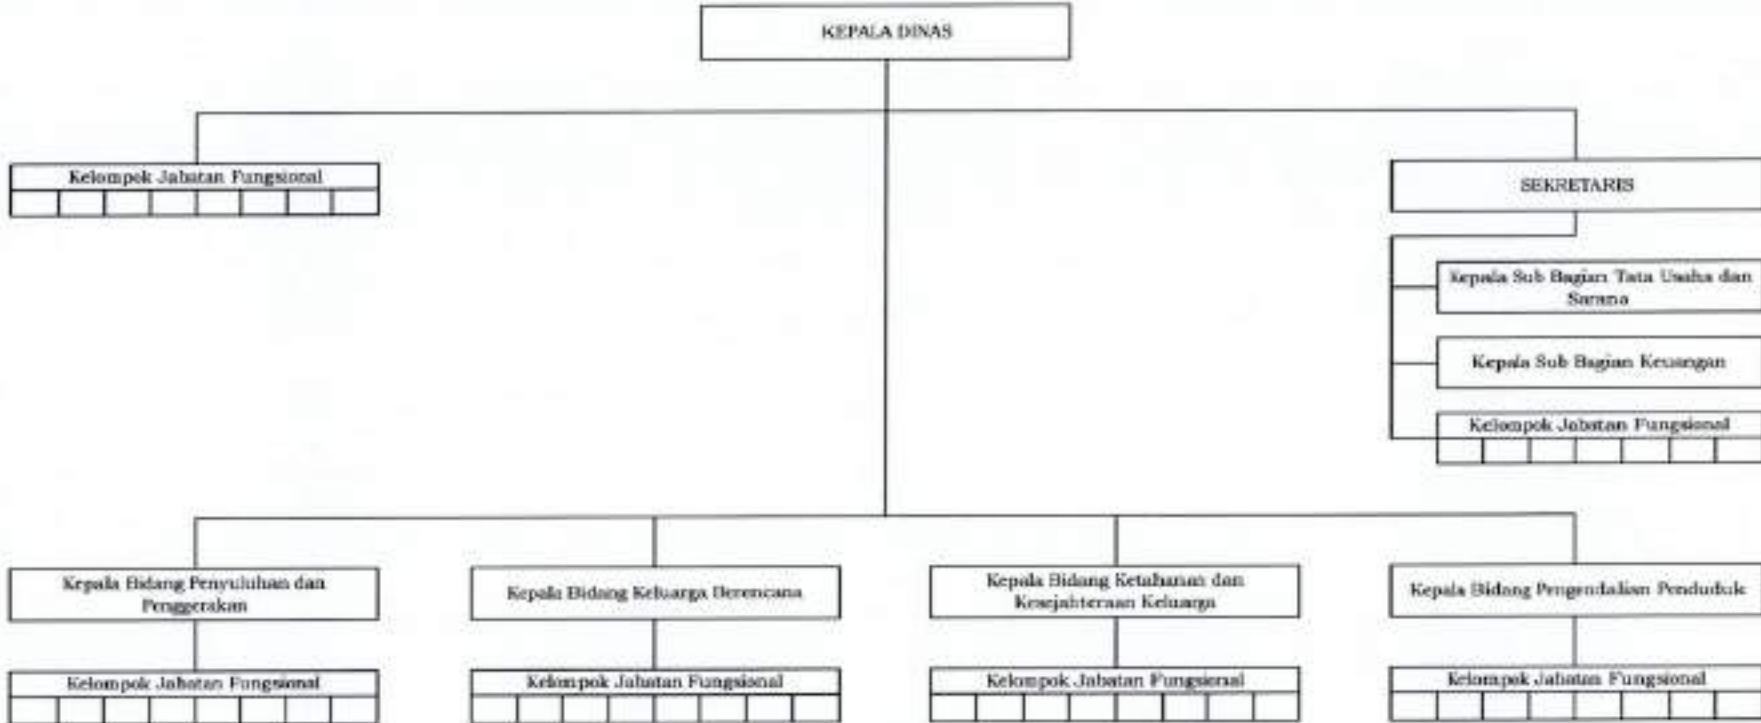 KEPALA DINAS
Kelompok Jabatan Fungsional
SEKRETARIS
Kepala Sub Bagian Tata Usaha dan
Sarana
Kepala Sub Bagian Keuangan
Kelompok Jabatan Fungsional
Kepala Bidang Penyuluhan dan
Penggerakan
Kepala Bidang Keluarga Berencana
Kepala Bidang Ketahanan dan
Kesejahteraan Keluarga
Kepala Bidang Pengendalian Penduduk
Kelompok Jabatan Fungsional
Kelompok Jabatan Fungsional
Kelompok Jabatan Fungsional
Kelompok Jabatan Fungsional